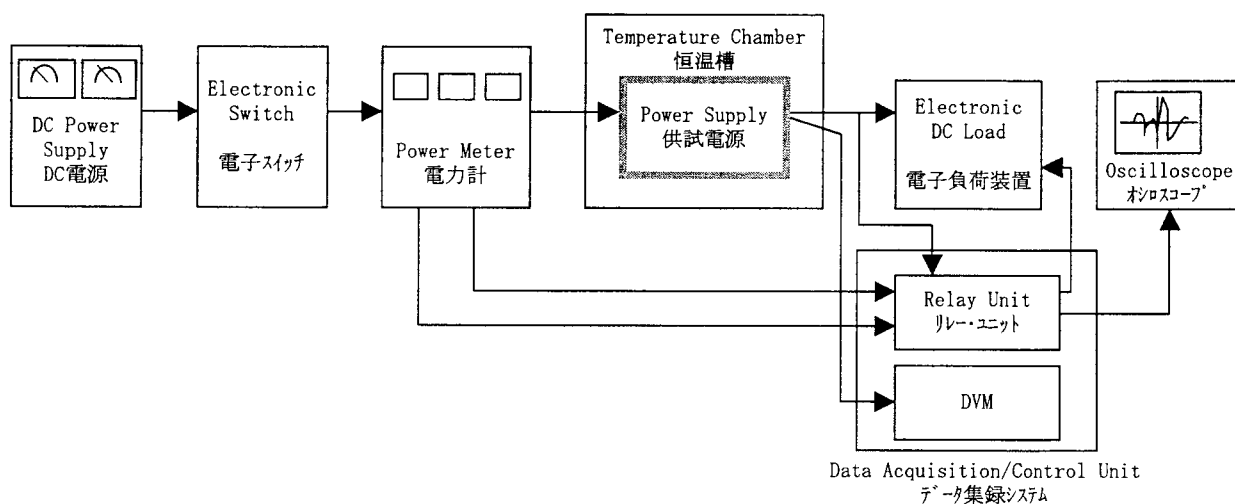 DC Power
Supply
DC電源
Electronic
Switch
電子スイッチ
Power Meter
電力計
Temperature Chamber
恒温槽
Power Supply
供試電源
Electronic
DC Load
電子負荷装置
Oscilloscope
オシロスコープ
Relay Unit
リレー・ユニット
DVM
Data Acquisition/Control Unit
データ集録システム